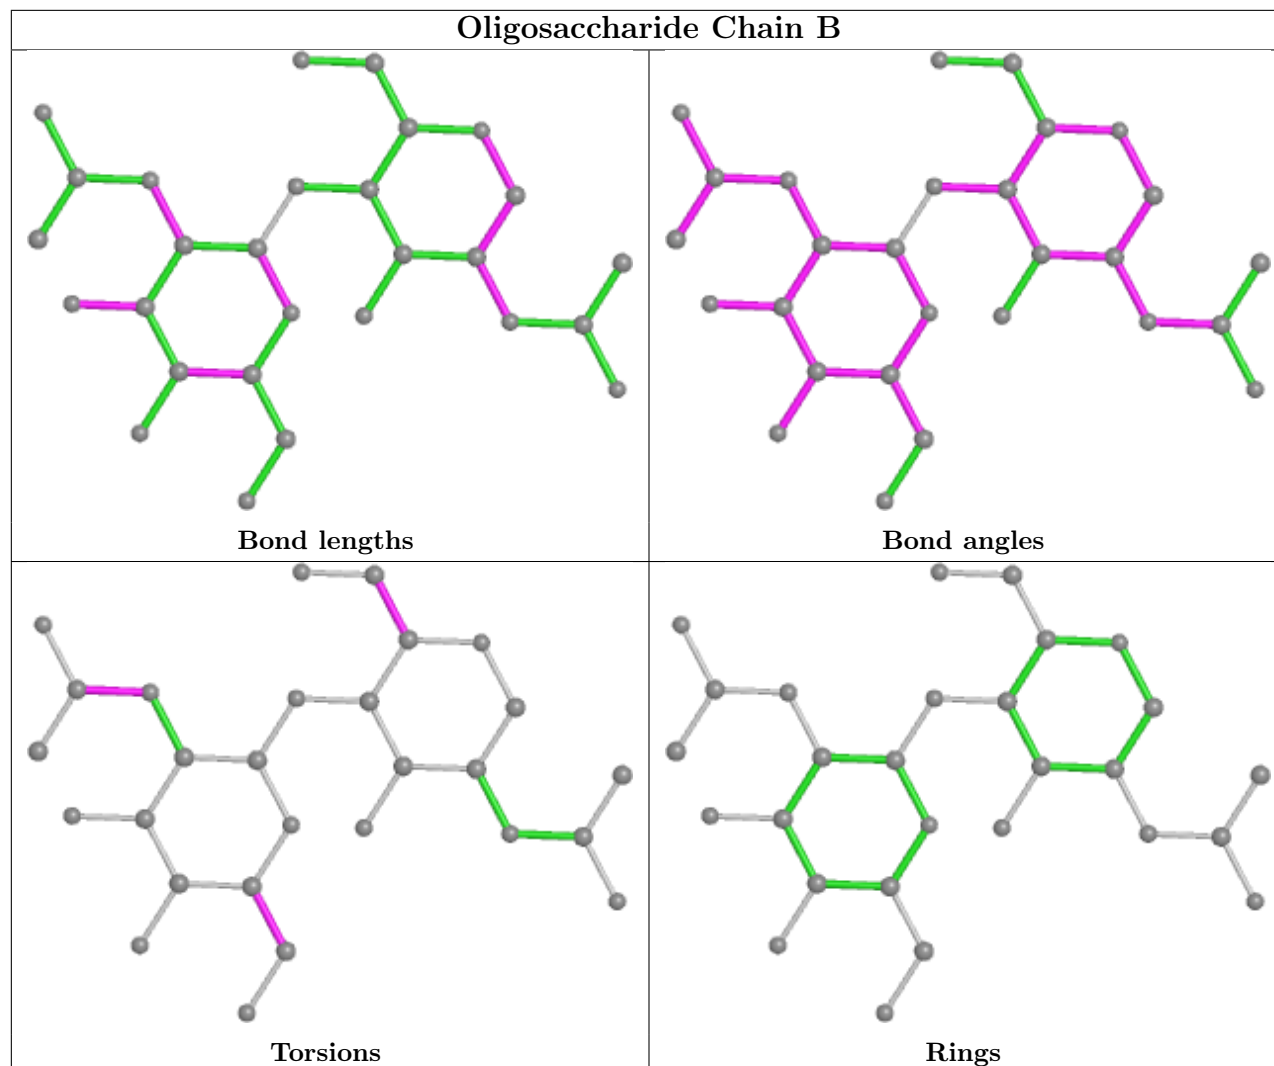 Oligosaccharide Chain B
Bond lengths
Bond angles
Torsions
Rings